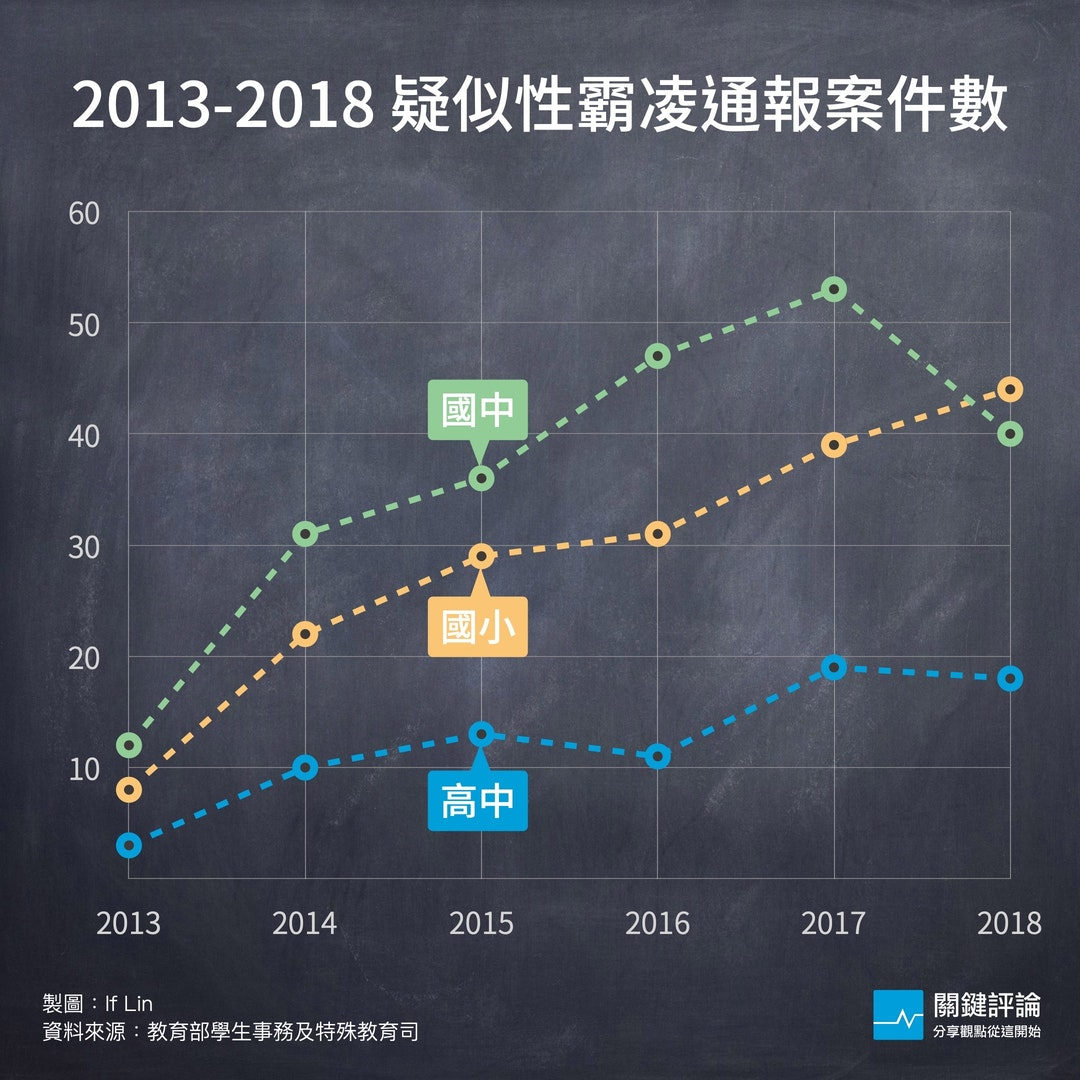 2013-2018 疑似性霸凌通報案件數
60
50
40
30
20
10
國中
國小
高中
2013 2014 2015 2016 2017 2018
製圖：If Lin
資料來源：教育部學生事務及特殊教育司
關鍵評論
分享觀點從這開始